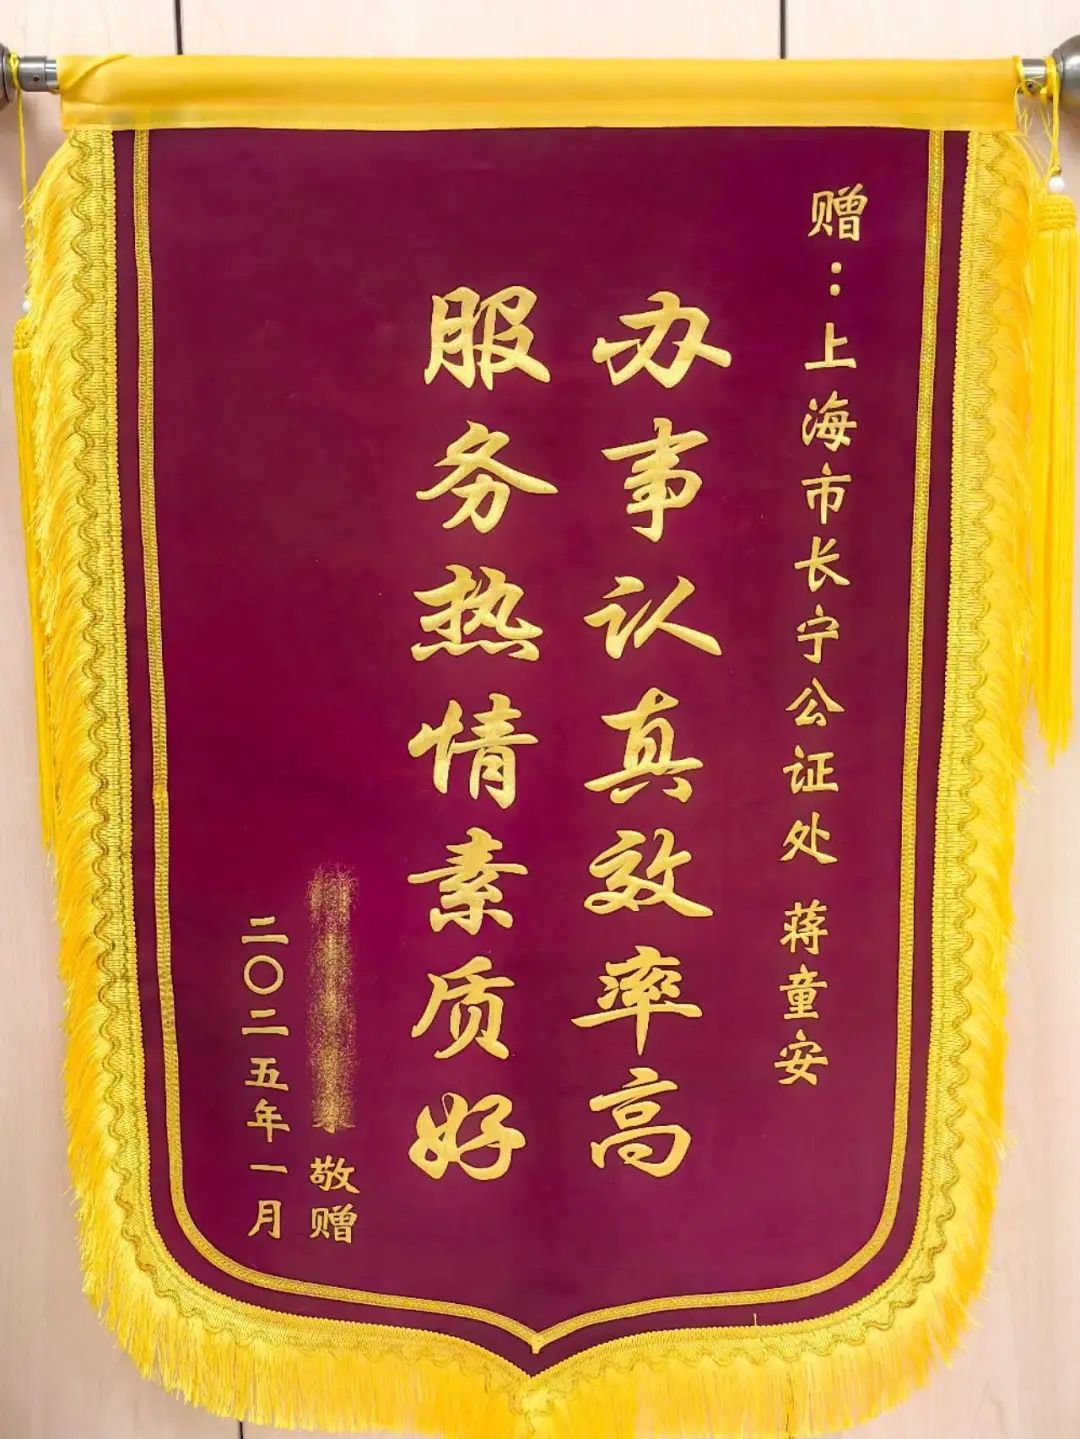 赠：上海市长宁公证处 蒋童安
办事认真效率高
服务热情素质好
敬赠
二〇二五年一月